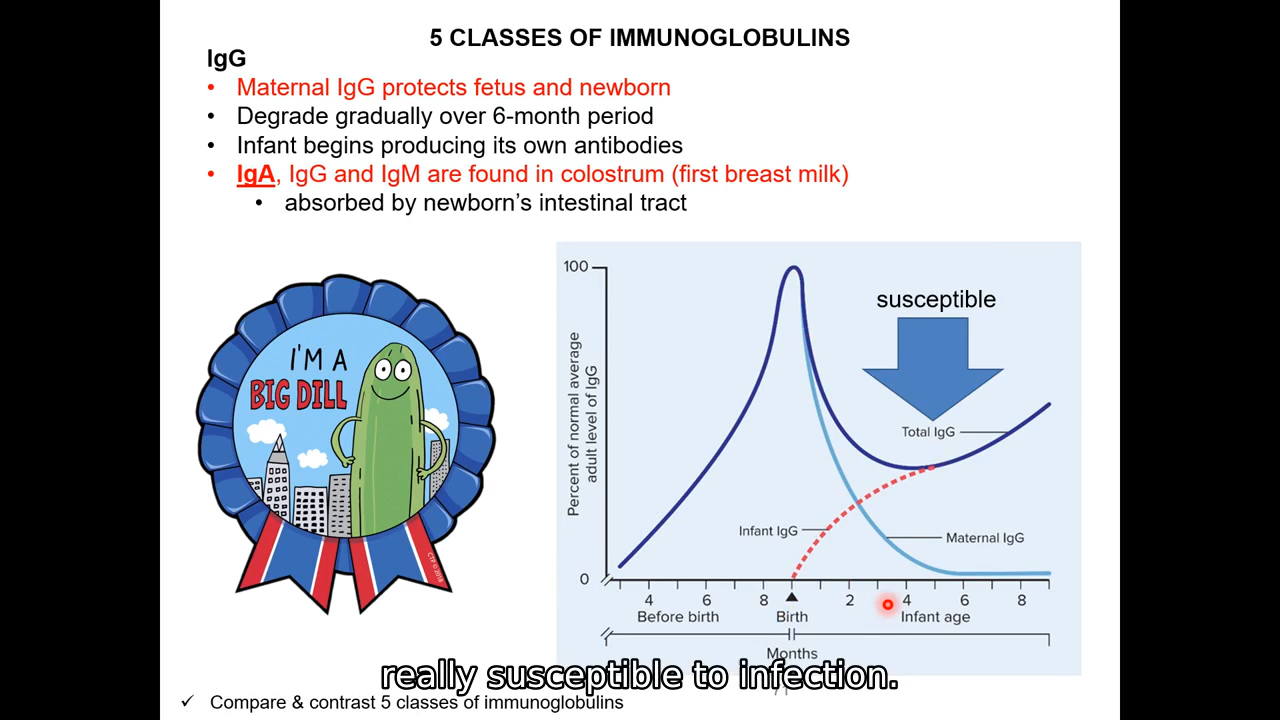 5 CLASSES OF IMMUNOGLOBULINS
IgG
• Maternal IgG protects fetus and newborn
• Degrade gradually over 6-month period
• Infant begins producing its own antibodies
• IgA, IgG and IgM are found in colostrum (first breast milk)
• absorbed by newborn's intestinal tract
I'M A
BIG DILL
CTP © 2018
100
susceptible
Percent of normal average
adult level of IgG
Total IgG
Infant IgG
Maternal IgG
0
4 6 8 2 4 6 8
Before birth Birth Infant age
Months
really susceptible to infection.
✓ Compare & contrast 5 classes of immunoglobulins